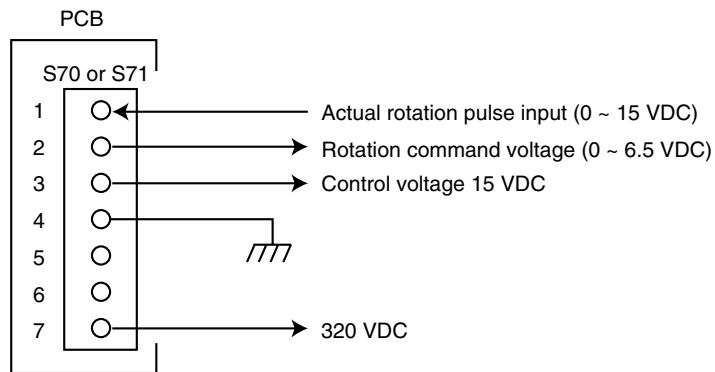 PCB
S70 or S71
1 Actual rotation pulse input (0 ~ 15 VDC)
2 Rotation command voltage (0 ~ 6.5 VDC)
3 Control voltage 15 VDC
4
5
6
7 320 VDC